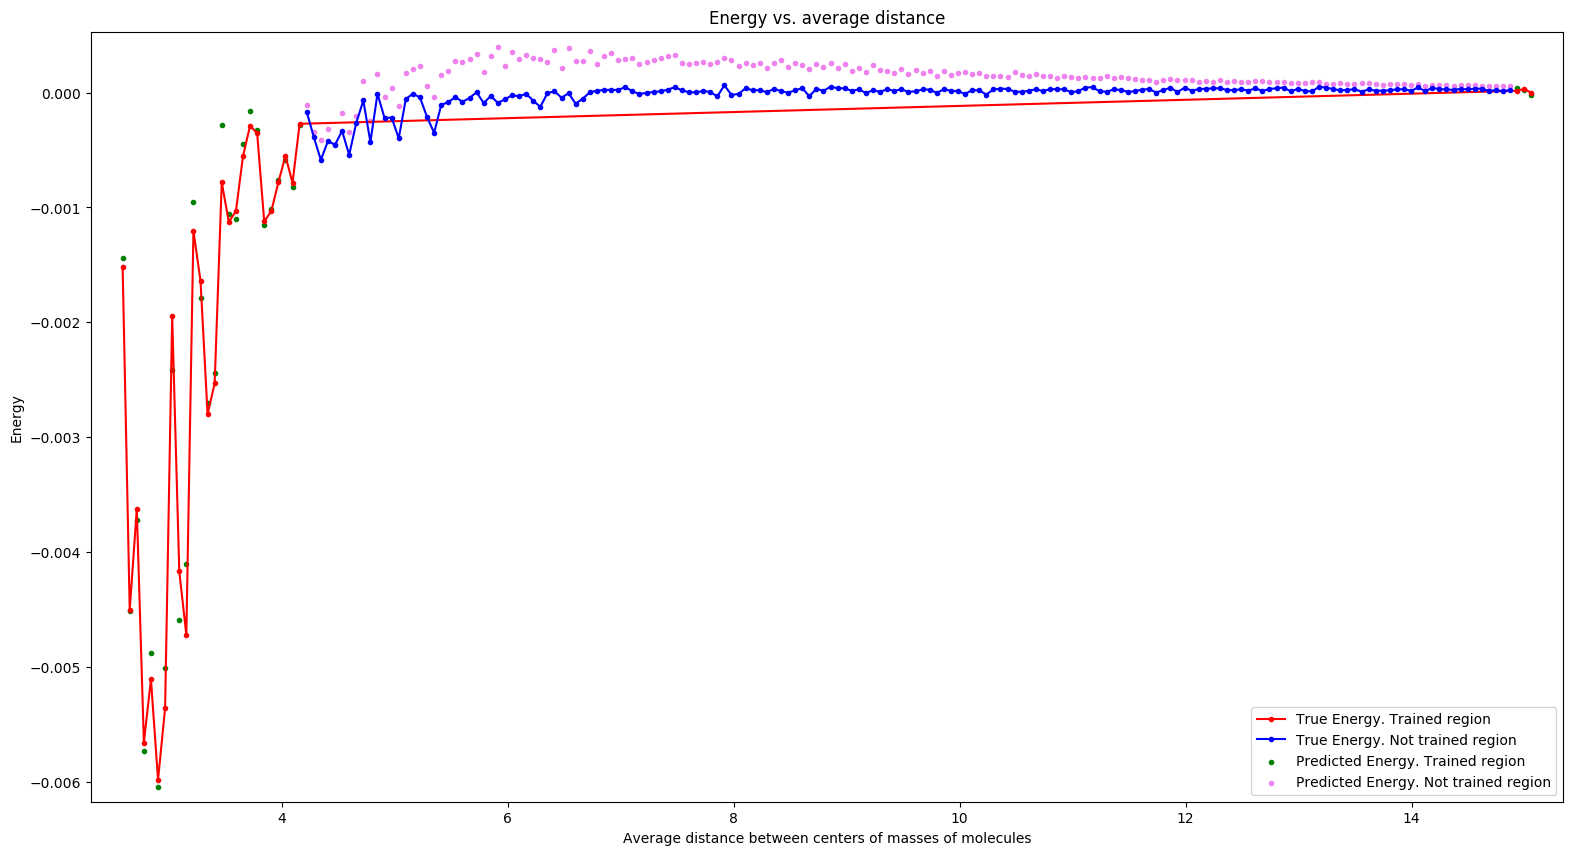 Energy vs. average distance
Energy
0.000
−0.001
−0.002
−0.003
−0.004
−0.005
−0.006
4
6
8
10
12
14
Average distance between centers of masses of molecules
True Energy. Trained region
True Energy. Not trained region
Predicted Energy. Trained region
Predicted Energy. Not trained region